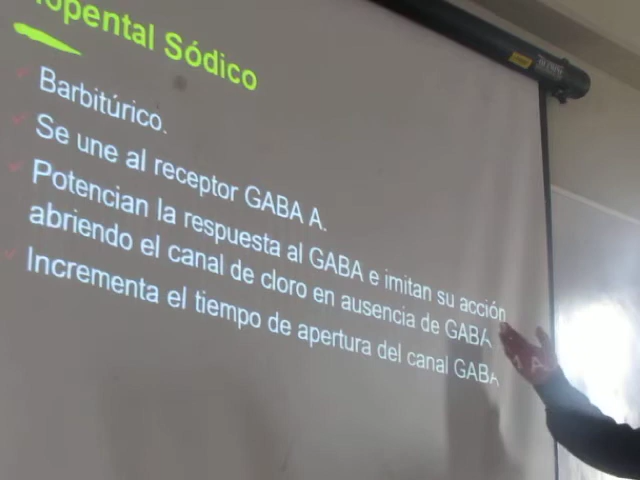 Sódico
Barbitúrico.
Se une al receptor GABA A.
Potencian la respuesta al GABA e imitan su acción
abriendo el canal de cloro en ausencia de GABA
Incrementa el tiempo de apertura del canal GABA